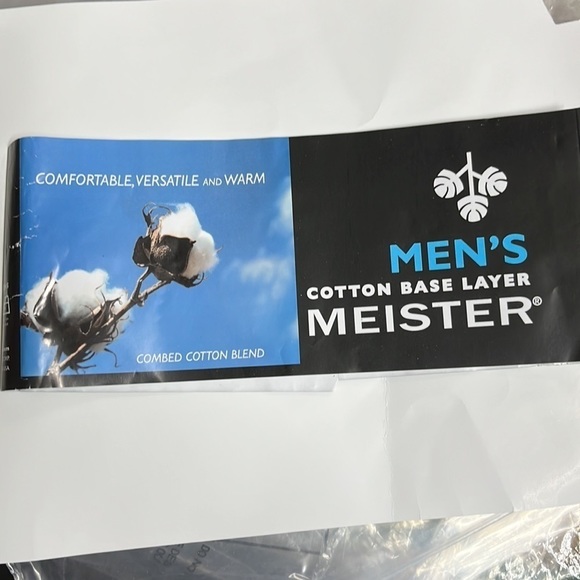 COMFORTABLE, VERSATILE AND WARM
COMBED COTTON BLEND
MEN'S
COTTON BASE LAYER
MEISTER®